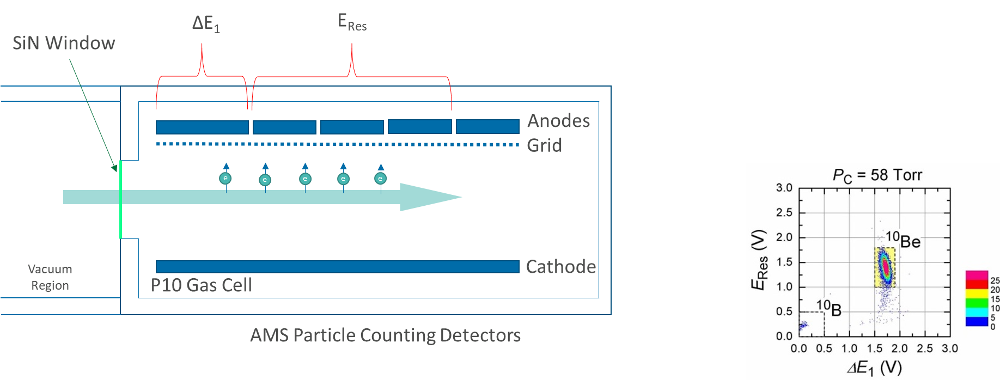 ΔE1
ERes
SiN Window
Anodes
Grid
e e e e e
Cathode
Vacuum
Region
P10 Gas Cell
AMS Particle Counting Detectors
PC = 58 Torr
3.0
2.5
2.0
1.5
1.0
0.5
0.0
ERes (V)
10Be
10B
0.0 0.5 1.0 1.5 2.0 2.5 3.0
ΔE1 (V)
25
20
15
10
5
0